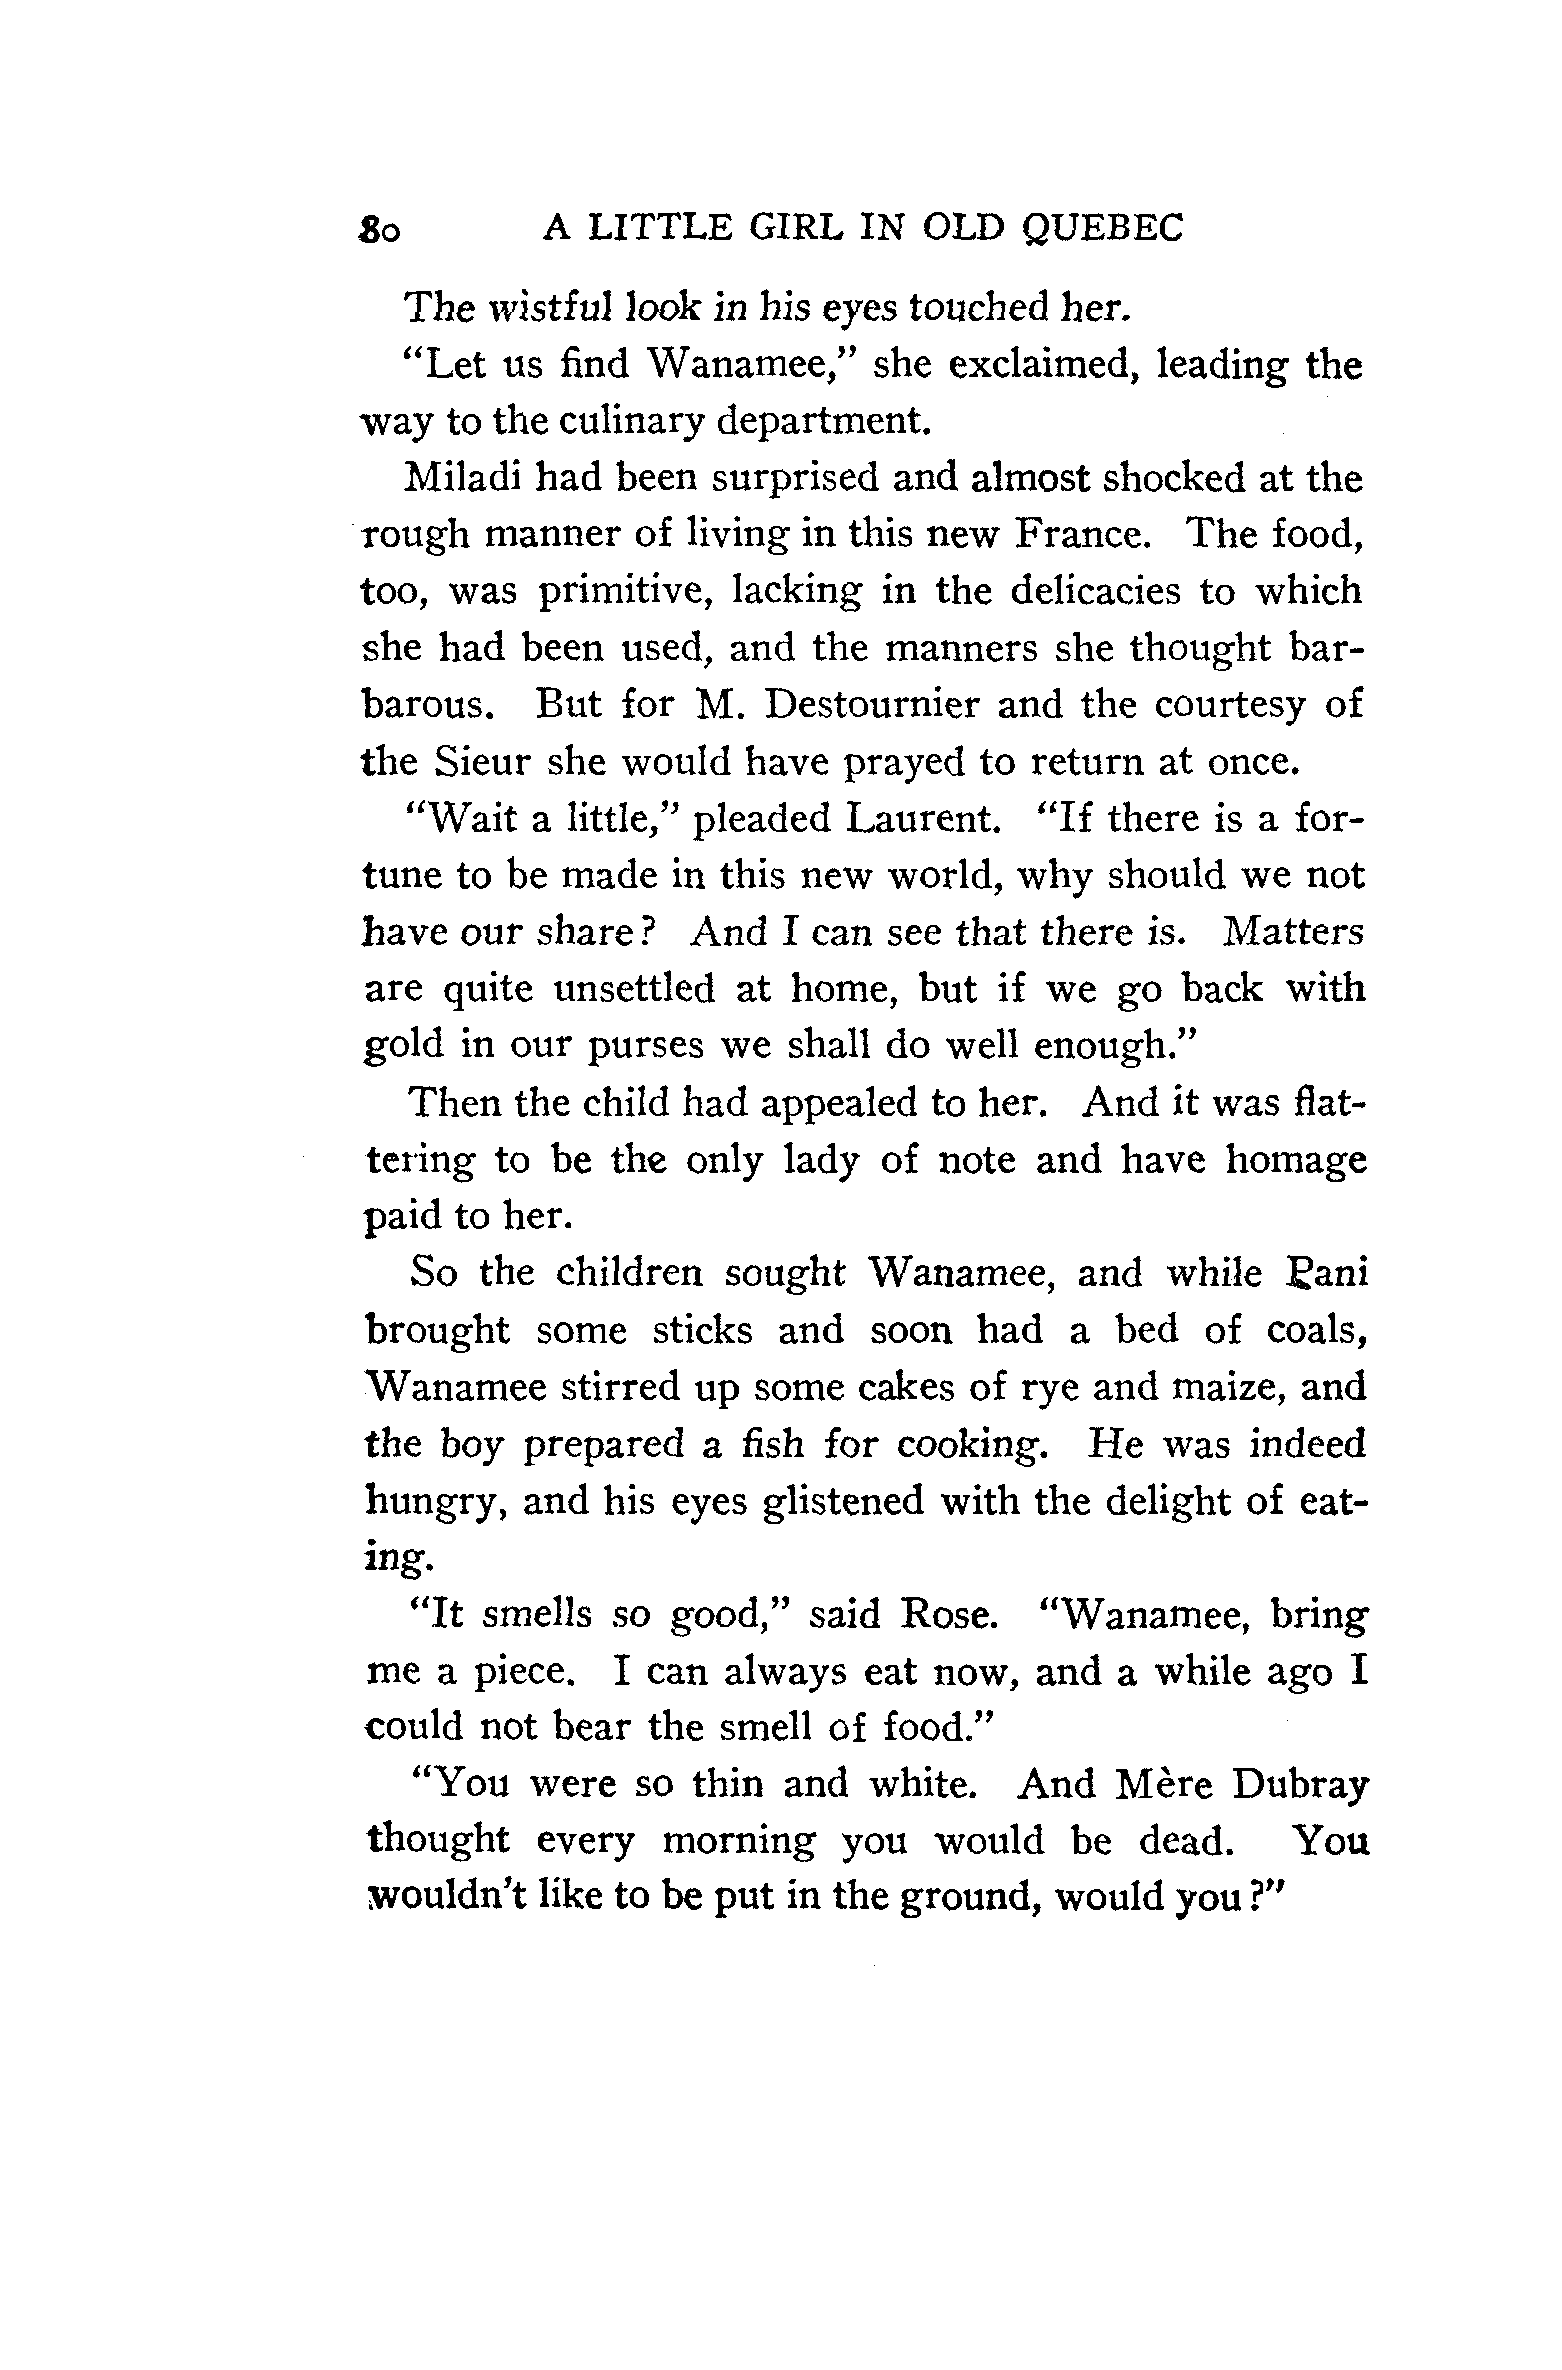 80 A LITTLE GIRL IN OLD QUEBEC
The wistful look in his eyes touched her.
“Let us find Wanamee,” she exclaimed, leading the
way to the culinary department.
Miladi had been surprised and almost shocked at the
rough manner of living in this new France. The food,
too, was primitive, lacking in the delicacies to which
she had been used, and the manners she thought bar-
barous. But for M. Destournier and the courtesy of
the Sieur she would have prayed to return at once.
“Wait a little,” pleaded Laurent. “If there is a for-
tune to be made in this new world, why should we not
have our share? And I can see that there is. Matters
are quite unsettled at home, but if we go back with
gold in our purses we shall do well enough.”
Then the child had appealed to her. And it was flat-
tering to be the only lady of note and have homage
paid to her.
So the children sought Wanamee, and while Pani
brought some sticks and soon had a bed of coals,
Wanamee stirred up some cakes of rye and maize, and
the boy prepared a fish for cooking. He was indeed
hungry, and his eyes glistened with the delight of eat-
ing.
“It smells so good,” said Rose. “Wanamee, bring
me a piece. I can always eat now, and a while ago I
could not bear the smell of food.”
“You were so thin and white. And Mère Dubray
thought every morning you would be dead. You
wouldn’t like to be put in the ground, would you?”